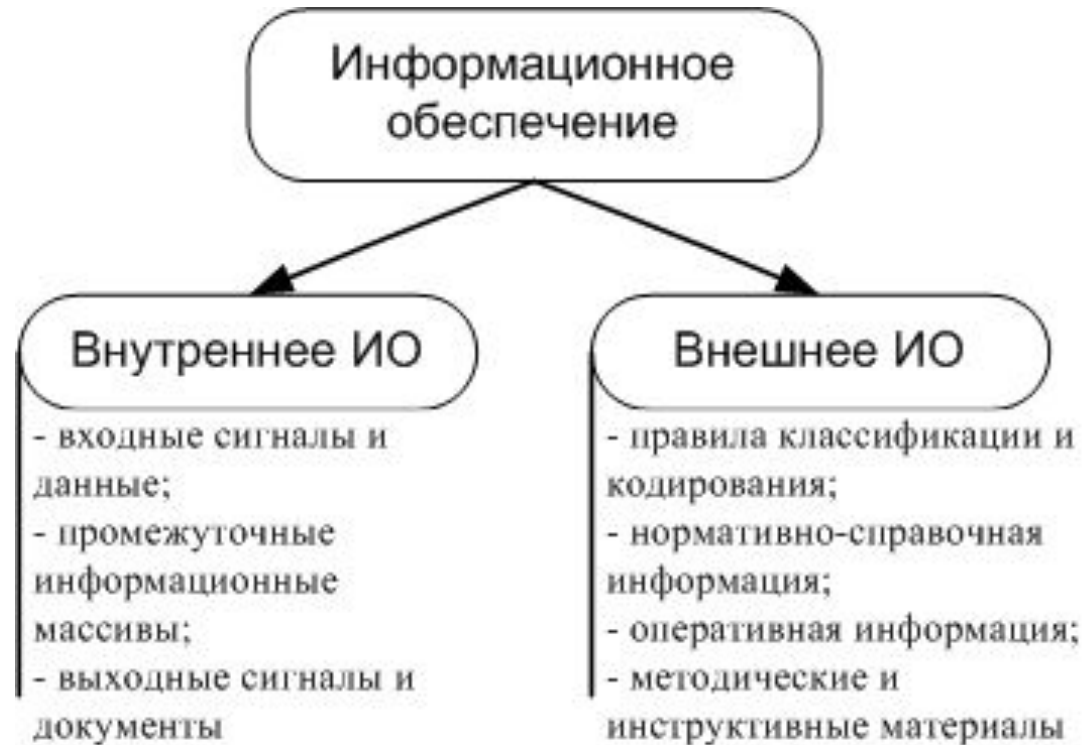 Информационное
обеспечение
Внутреннее ИО
- входные сигналы и
данные;
- промежуточные
информационные
массивы;
- выходные сигналы и
документы
Внешнее ИО
- правила классификации и
кодирования;
- нормативно-справочная
информация;
- оперативная информация;
- методические и
инструктивные материалы